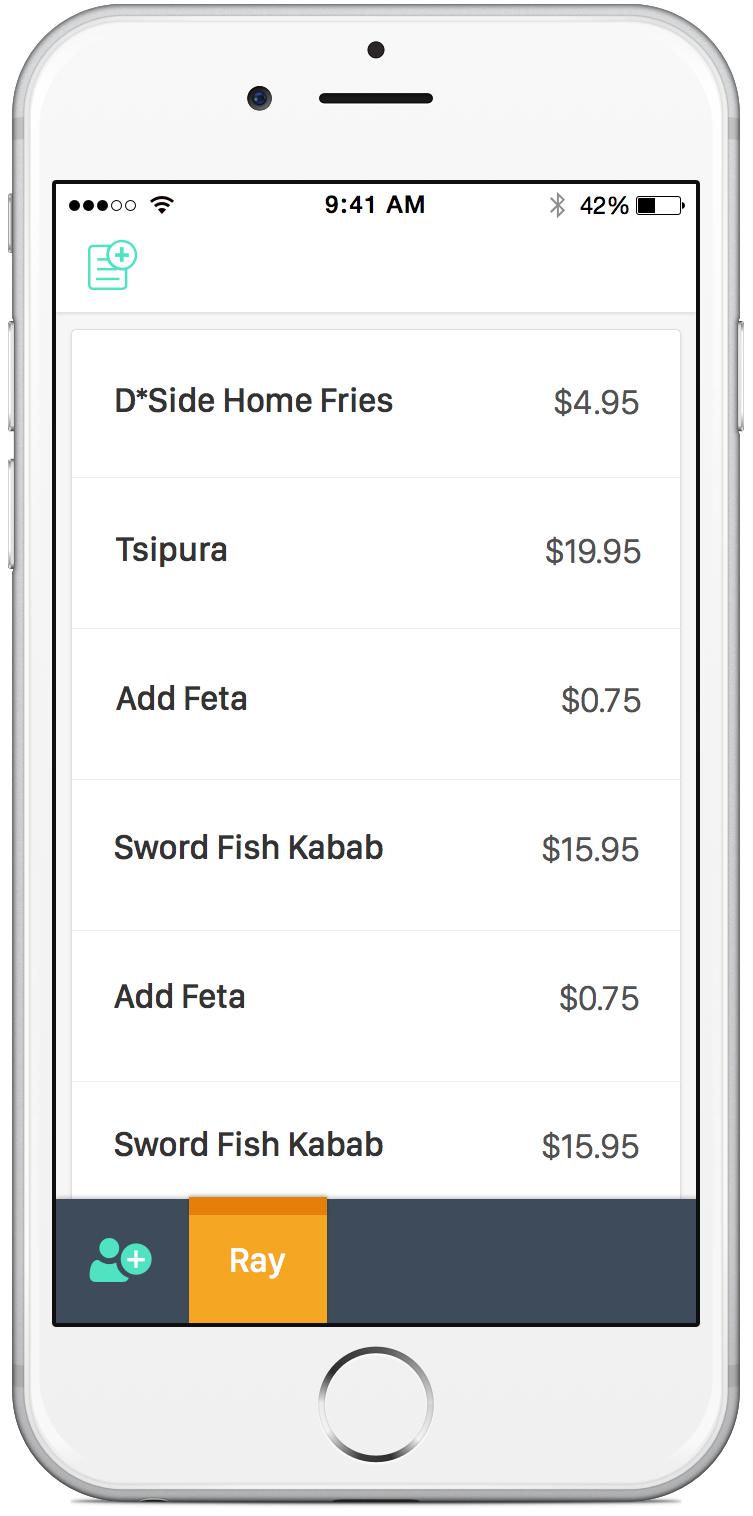 9:41 AM
42%
D*Side Home Fries $4.95
Tsipura $19.95
Add Feta $0.75
Sword Fish Kabab $15.95
Add Feta $0.75
Sword Fish Kabab $15.95
Ray